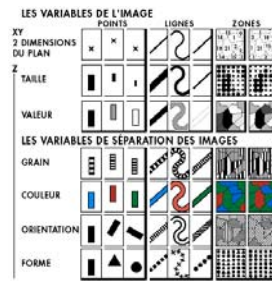 LES VARIABLES DE L'IMAGE
POINTS LIGNES ZONES
XY
2 DIMENSIONS
DU PLAN
Z
TAILLE
VALEUR
LES VARIABLES DE SÉPARATION DES IMAGES
GRAIN
COULEUR
ORIENTATION
FORME